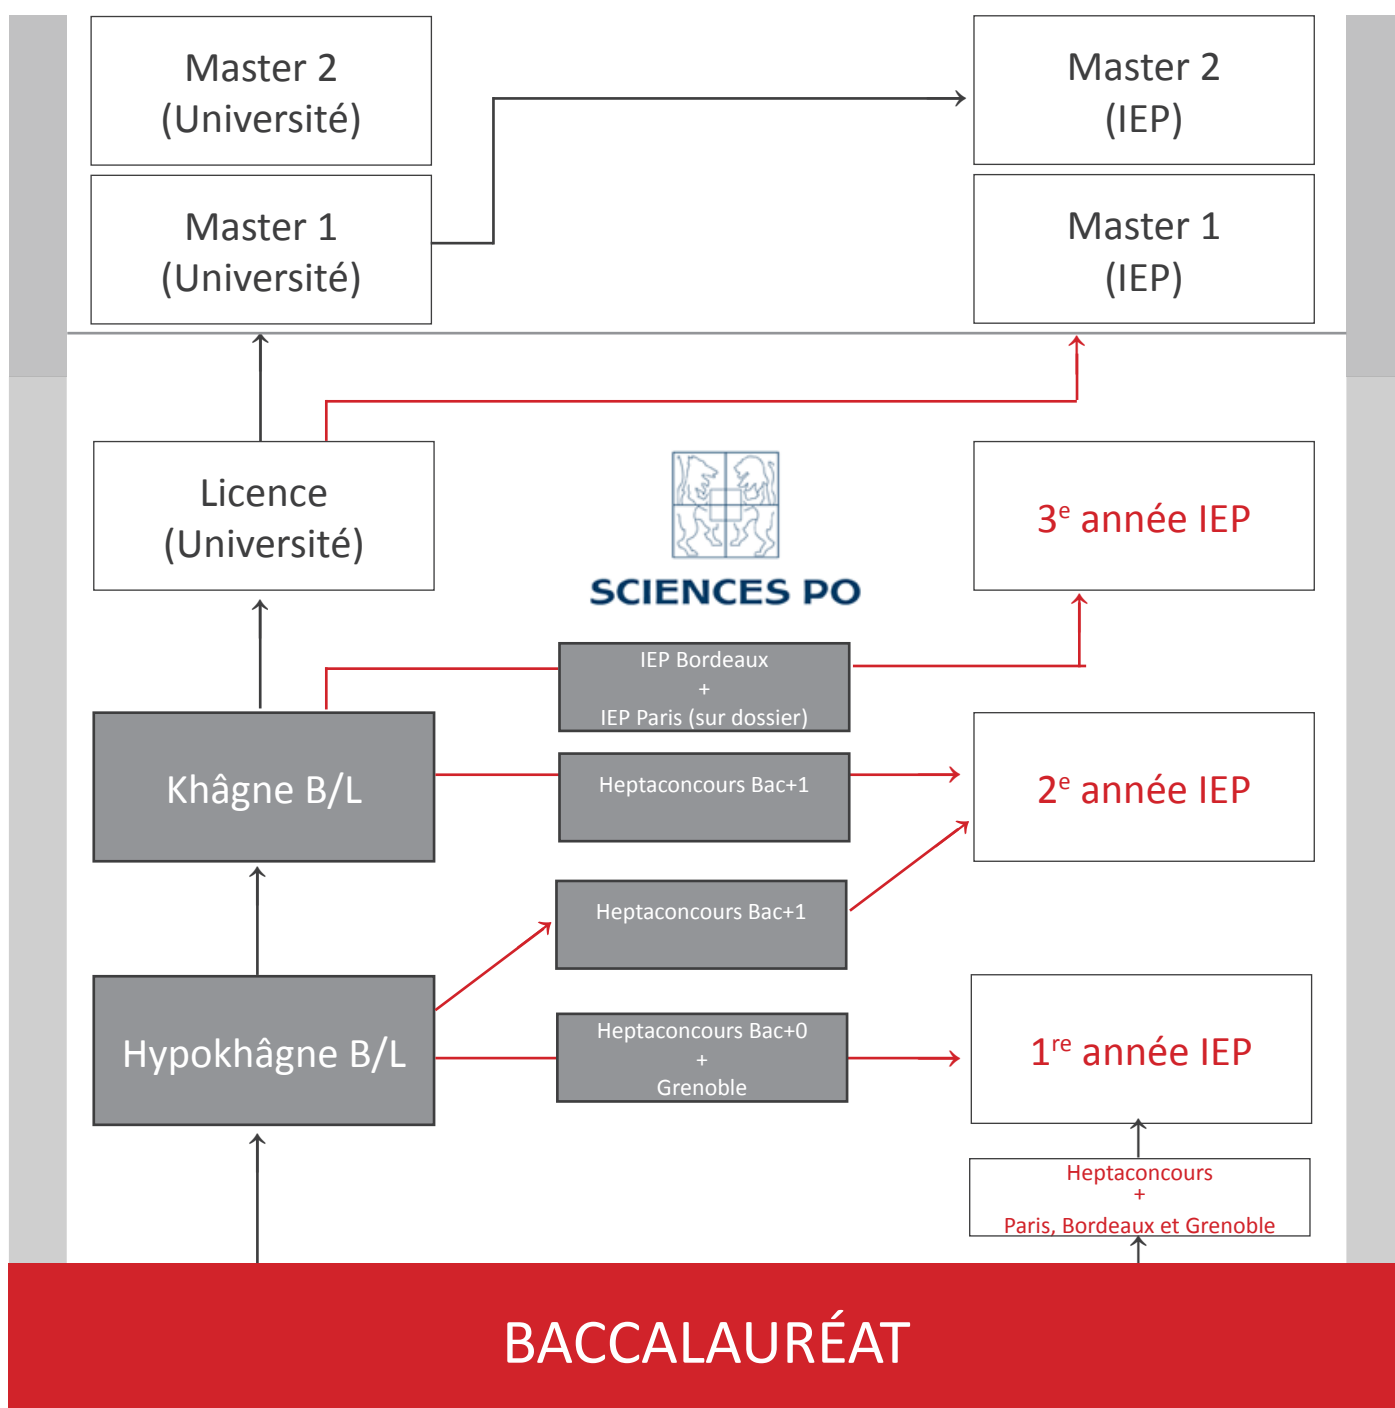 Master 2
(Université)
Master 2
(IEP)
Master 1
(Université)
Master 1
(IEP)
Licence
(Université)
SCIENCES PO
3e année IEP
IEP Bordeaux
+
IEP Paris (sur dossier)
Khâgne B/L
Heptaconcours Bac+1
2e année IEP
Heptaconcours Bac+1
Hypokhâgne B/L
Heptaconcours Bac+0
+
Grenoble
1re année IEP
Heptaconcours
+
Paris, Bordeaux et Grenoble
BACCALAURÉAT